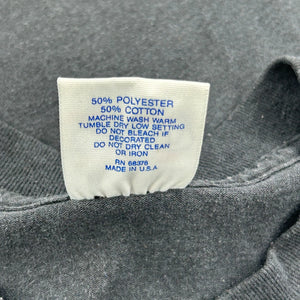 50% POLYESTER
50% COTTON
MACHINE WASH WARM
TUMBLE DRY LOW SETTING
DO NOT BLEACH IF
DECORATED
DO NOT DRY CLEAN
OR IRON
RN 68378
MADE IN U.S.A